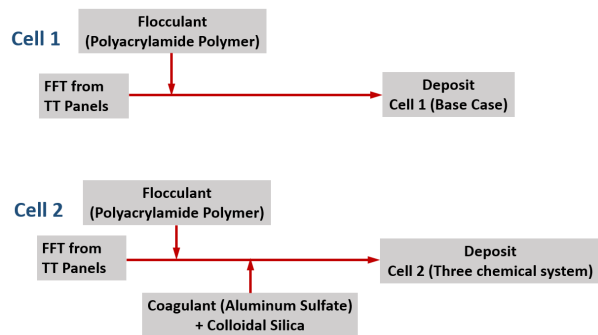 Cell 1
Flocculant
(Polyacrylamide Polymer)
FFT from
TT Panels
Deposit
Cell 1 (Base Case)
Cell 2
Flocculant
(Polyacrylamide Polymer)
FFT from
TT Panels
Deposit
Cell 2 (Three chemical system)
Coagulant (Aluminum Sulfate)
+ Colloidal Silica